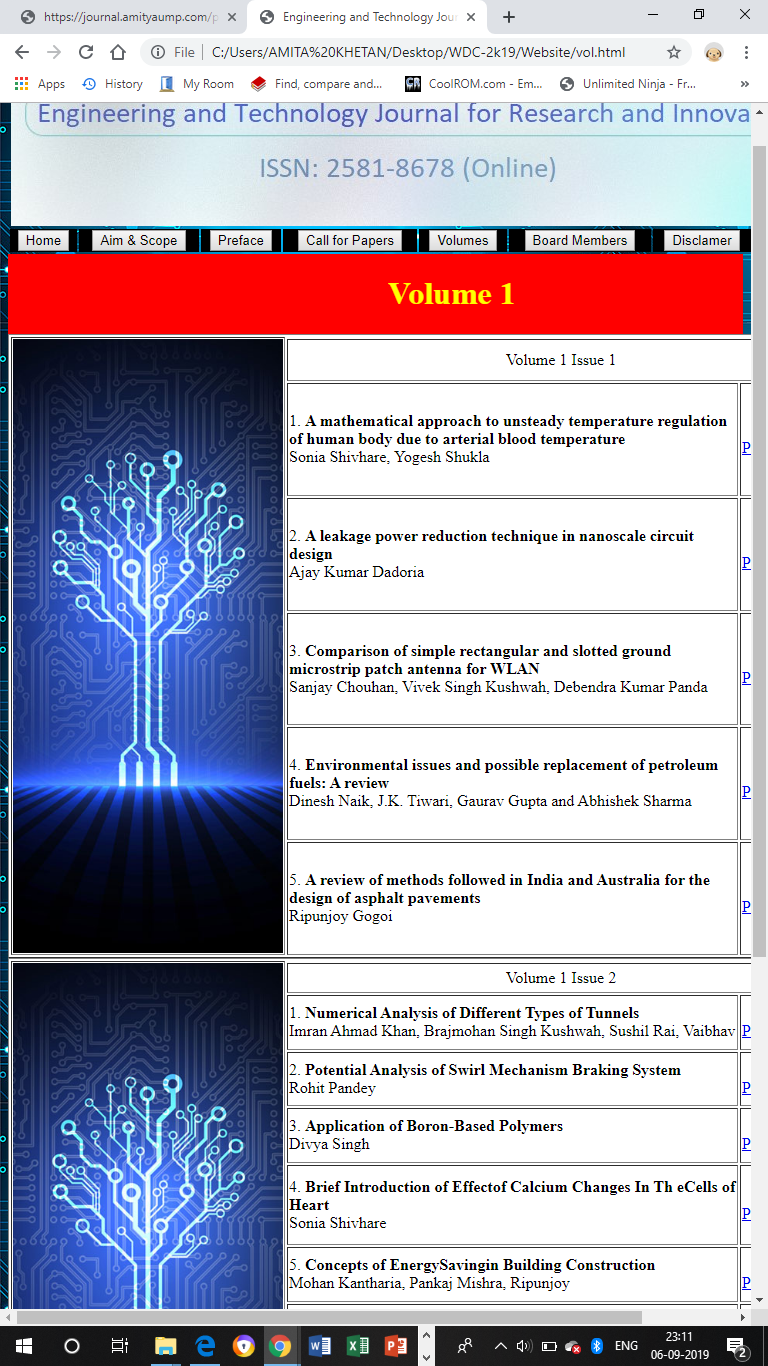 https://journal.amityaump.com/p
Engineering and Technology Jour
File
C:/Users/AMITA%20KHETAN/Desktop/WDC-2k19/Website/vol.html
Apps
History
My Room
Find, compare and...
CoolROM.com - Em...
Unlimited Ninja - Fr...
Engineering and Technology Journal for Research and Innova
ISSN: 2581-8678 (Online)
Home
Aim & Scope
Preface
Call for Papers
Volumes
Board Members
Disclamer
Volume 1
Volume 1 Issue 1
1. A mathematical approach to unsteady temperature regulation
of human body due to arterial blood temperature
Sonia Shivhare, Yogesh Shukla
P
2. A leakage power reduction technique in nanoscale circuit
design
Ajay Kumar Dadoria
P
3. Comparison of simple rectangular and slotted ground
microstrip patch antenna for WLAN
Sanjay Chouhan, Vivek Singh Kushwah, Debendra Kumar Panda
P
4. Environmental issues and possible replacement of petroleum
fuels: A review
Dinesh Naik, J.K. Tiwari, Gaurav Gupta and Abhishek Sharma
P
5. A review of methods followed in India and Australia for the
design of asphalt pavements
Ripunjoy Gogoi
P
Volume 1 Issue 2
1. Numerical Analysis of Different Types of Tunnels
Imran Ahmad Khan, Brajmohan Singh Kushwah, Sushil Rai, Vaibhav
P
2. Potential Analysis of Swirl Mechanism Braking System
Rohit Pandey
P
3. Application of Boron-Based Polymers
Divya Singh
P
4. Brief Introduction of Effectof Calcium Changes In Th eCells of
Heart
Sonia Shivhare
P
5. Concepts of EnergySavingin Building Construction
Mohan Kantharia, Pankaj Mishra, Ripunjoy
P
ENG
23:11
06-09-2019
2